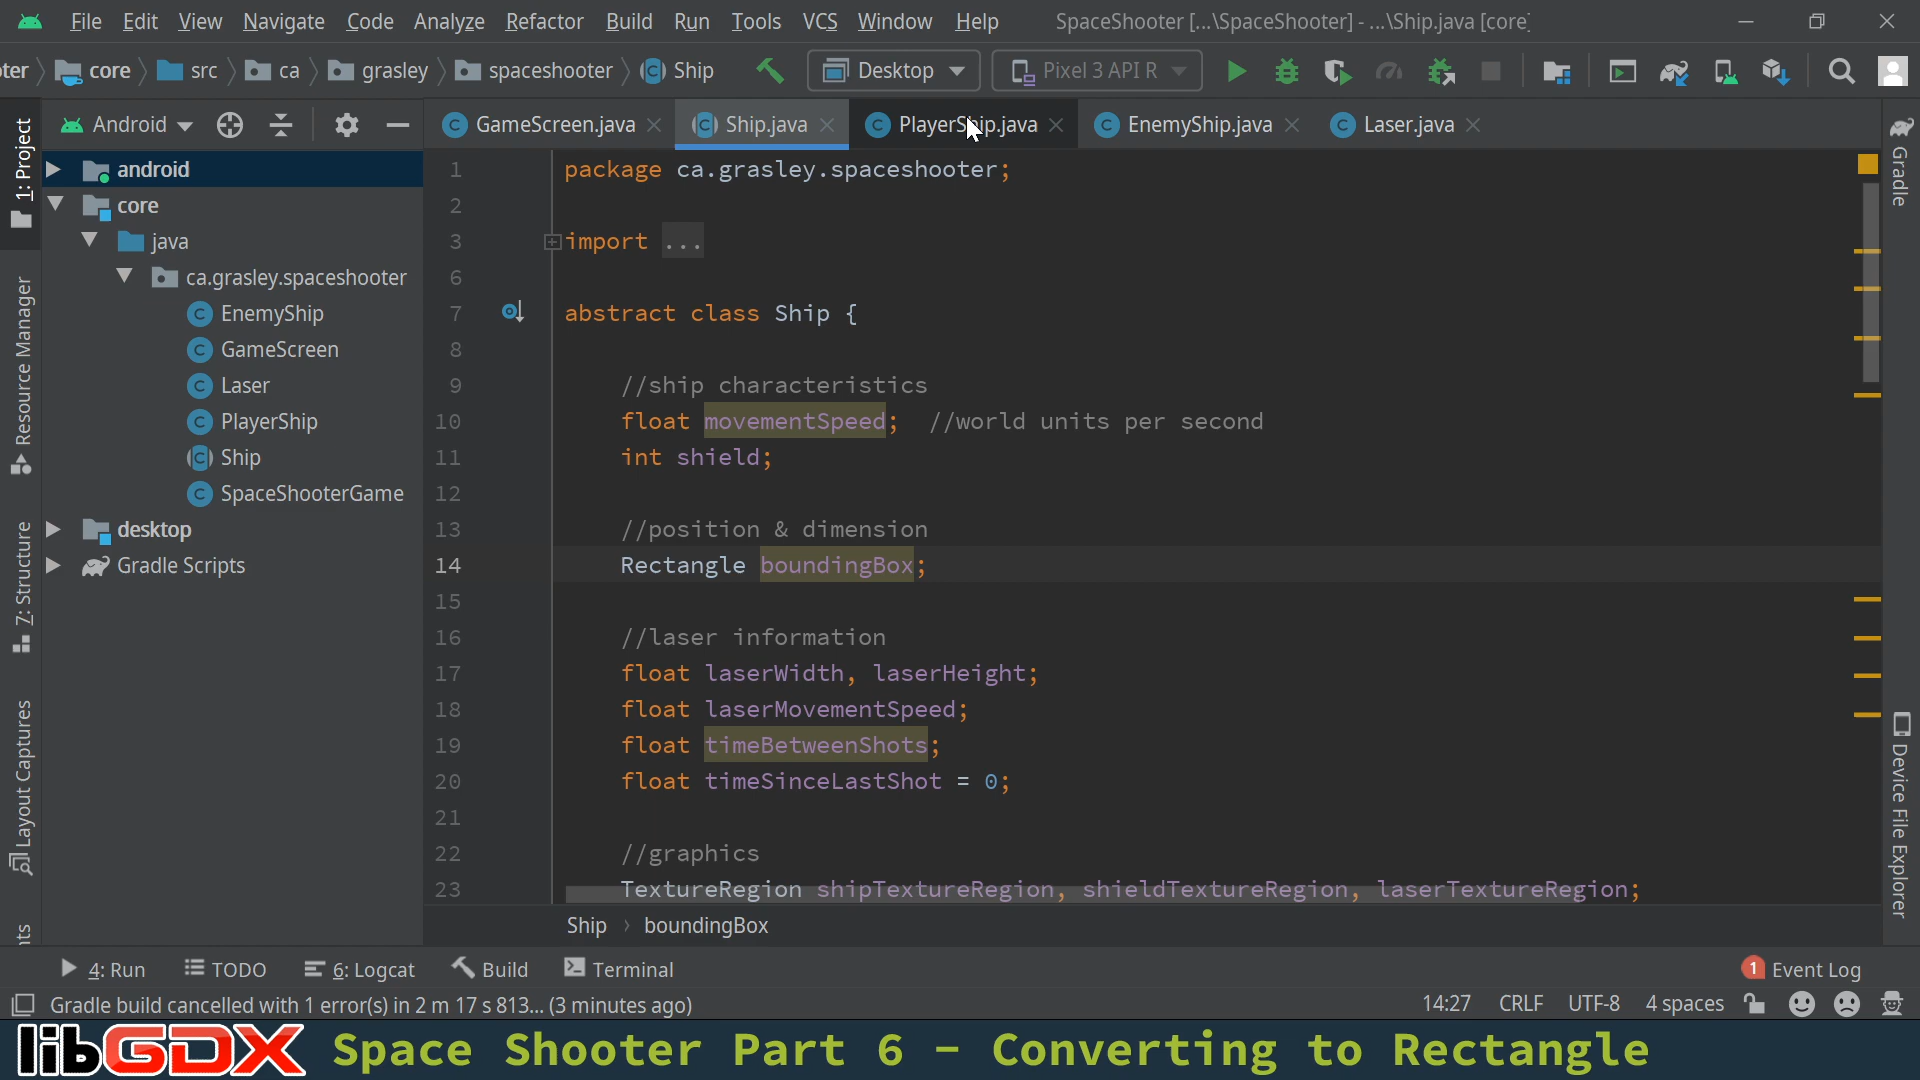 File Edit View Navigate Code Analyze Refactor Build Run Tools VCS Window Help SpaceShooter [...\SpaceShooter] - ...\Ship.java [core]
ter core src ca grasley spaceshooter Ship Desktop Pixel 3 API R
1: Project
Resource Manager
Z: Structure
Layout Captures
Android
android
core
java
ca.grasley.spaceshooter
EnemyShip
GameScreen
Laser
PlayerShip
Ship
SpaceShooterGame
desktop
Gradle Scripts
GameScreen.java Ship.java PlayerShip.java EnemyShip.java Laser.java
1 package ca.grasley.spaceshooter;
2
3 import ...
6
7 abstract class Ship {
8
9 //ship characteristics
10 float movementSpeed; //world units per second
11 int shield;
12
13 //position & dimension
14 Rectangle boundingBox;
15
16 //laser information
17 float laserWidth, laserHeight;
18 float laserMovementSpeed;
19 float timeBetweenShots;
20 float timeSinceLastShot = 0;
21
22 //graphics
23 TextureRegion shipTextureRegion, shieldTextureRegion, laserTextureRegion;
Ship › boundingBox
Gradle
Device File Explorer
4: Run TODO 6: Logcat Build Terminal 1 Event Log
Gradle build cancelled with 1 error(s) in 2 m 17 s 813... (3 minutes ago) 14:27 CRLF UTF-8 4 spaces
libGDX Space Shooter Part 6 - Converting to Rectangle